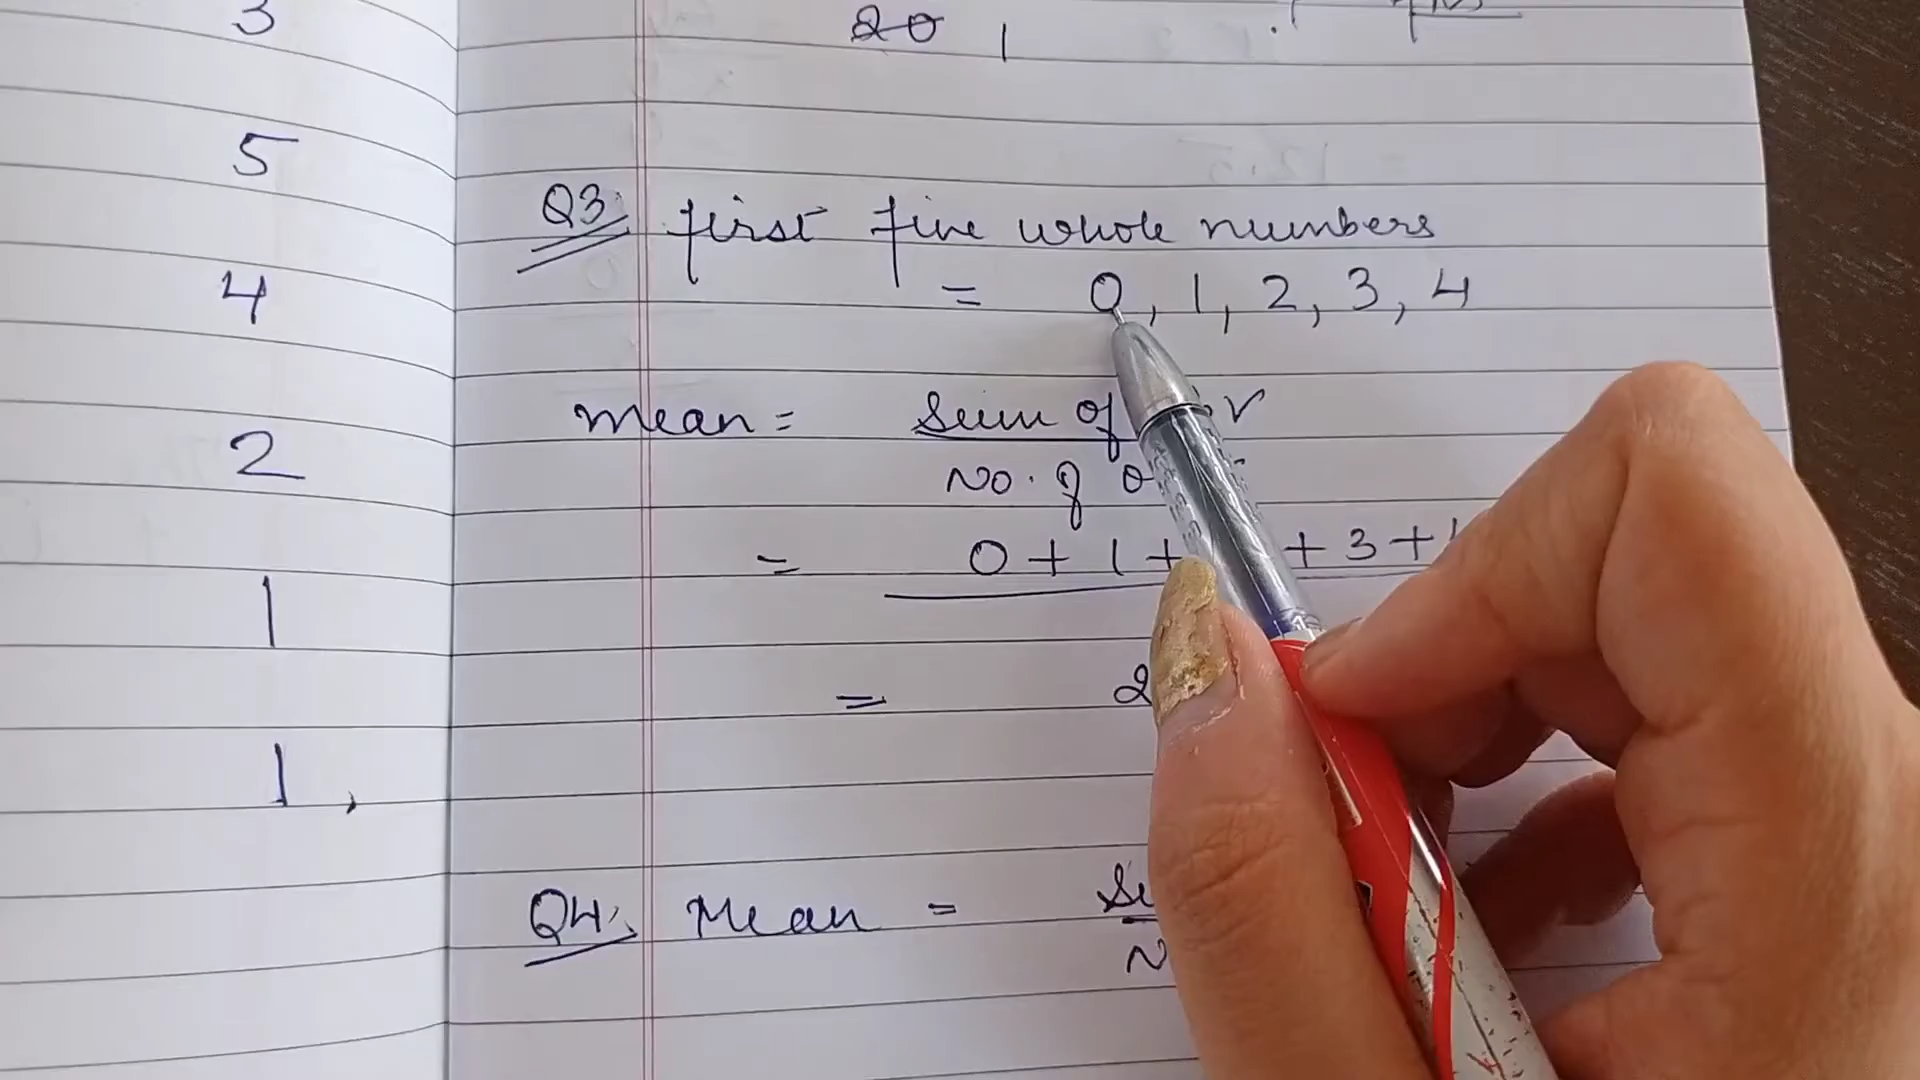 3
5
4
2
1
1,
20 1
Q3. first five whole numbers
= 0, 1, 2, 3, 4
mean = Sum of
No. of
= 0 + 1 + + 3 +
= 2
Q4. Mean =